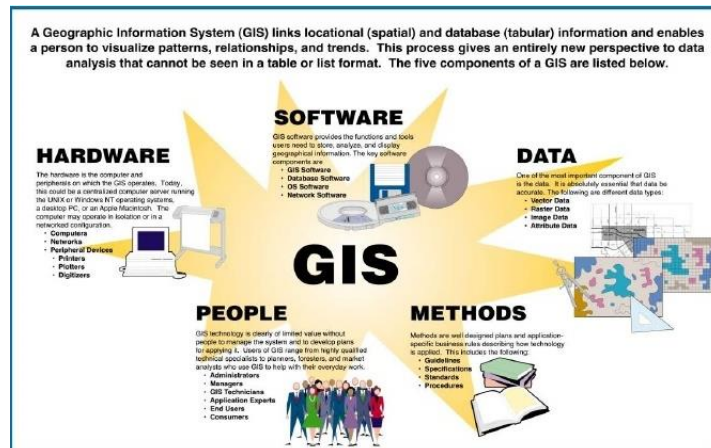 A Geographic Information System (GIS) links locational (spatial) and database (tabular) information and enables
a person to visualize patterns, relationships, and trends. This process gives an entirely new perspective to data
analysis that cannot be seen in a table or list format. The five components of a GIS are listed below.
SOFTWARE
GIS software provides the functions and tools
users need to store, analyze, and display
geographical information. The key software
components are
• GIS Software
• Database Software
• OS Software
• Network Software
HARDWARE
The hardware is the computer and
peripherals on which the GIS operates. Today,
this could be a centralized computer server running
the UNIX or Windows NT operating systems,
a desktop PC, or an Apple Macintosh. The
computer may operate in isolation or in a
networked configuration.
• Computers
• Networks
• Peripheral Devices
• Printers
• Plotters
• Digitizers
DATA
One of the most important component of GIS
is the data. It is absolutely essential that data be
accurate. The following are different data types:
• Vector Data
• Raster Data
• Image Data
• Attribute Data
GIS
PEOPLE
GIS technology is clearly of limited value without
people to manage the system and to develop plans
for applying it. Users of GIS range from highly qualified
technical specialists to planners, foresters, and market
analysts who use GIS to help with their everyday work.
• Administrators
• Managers
• GIS Technicians
• Application Experts
• End Users
• Consumers
METHODS
Methods are well designed plans and application-
specific business rules describing how technology
is applied. This includes the following:
• Guidelines
• Specifications
• Standards
• Procedures